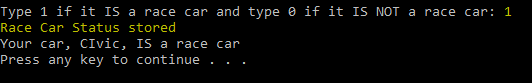 Type 1 if it IS a race car and type 0 if it IS NOT a race car: 1
Race Car Status stored
Your car, CIvic, IS a race car
Press any key to continue . . .